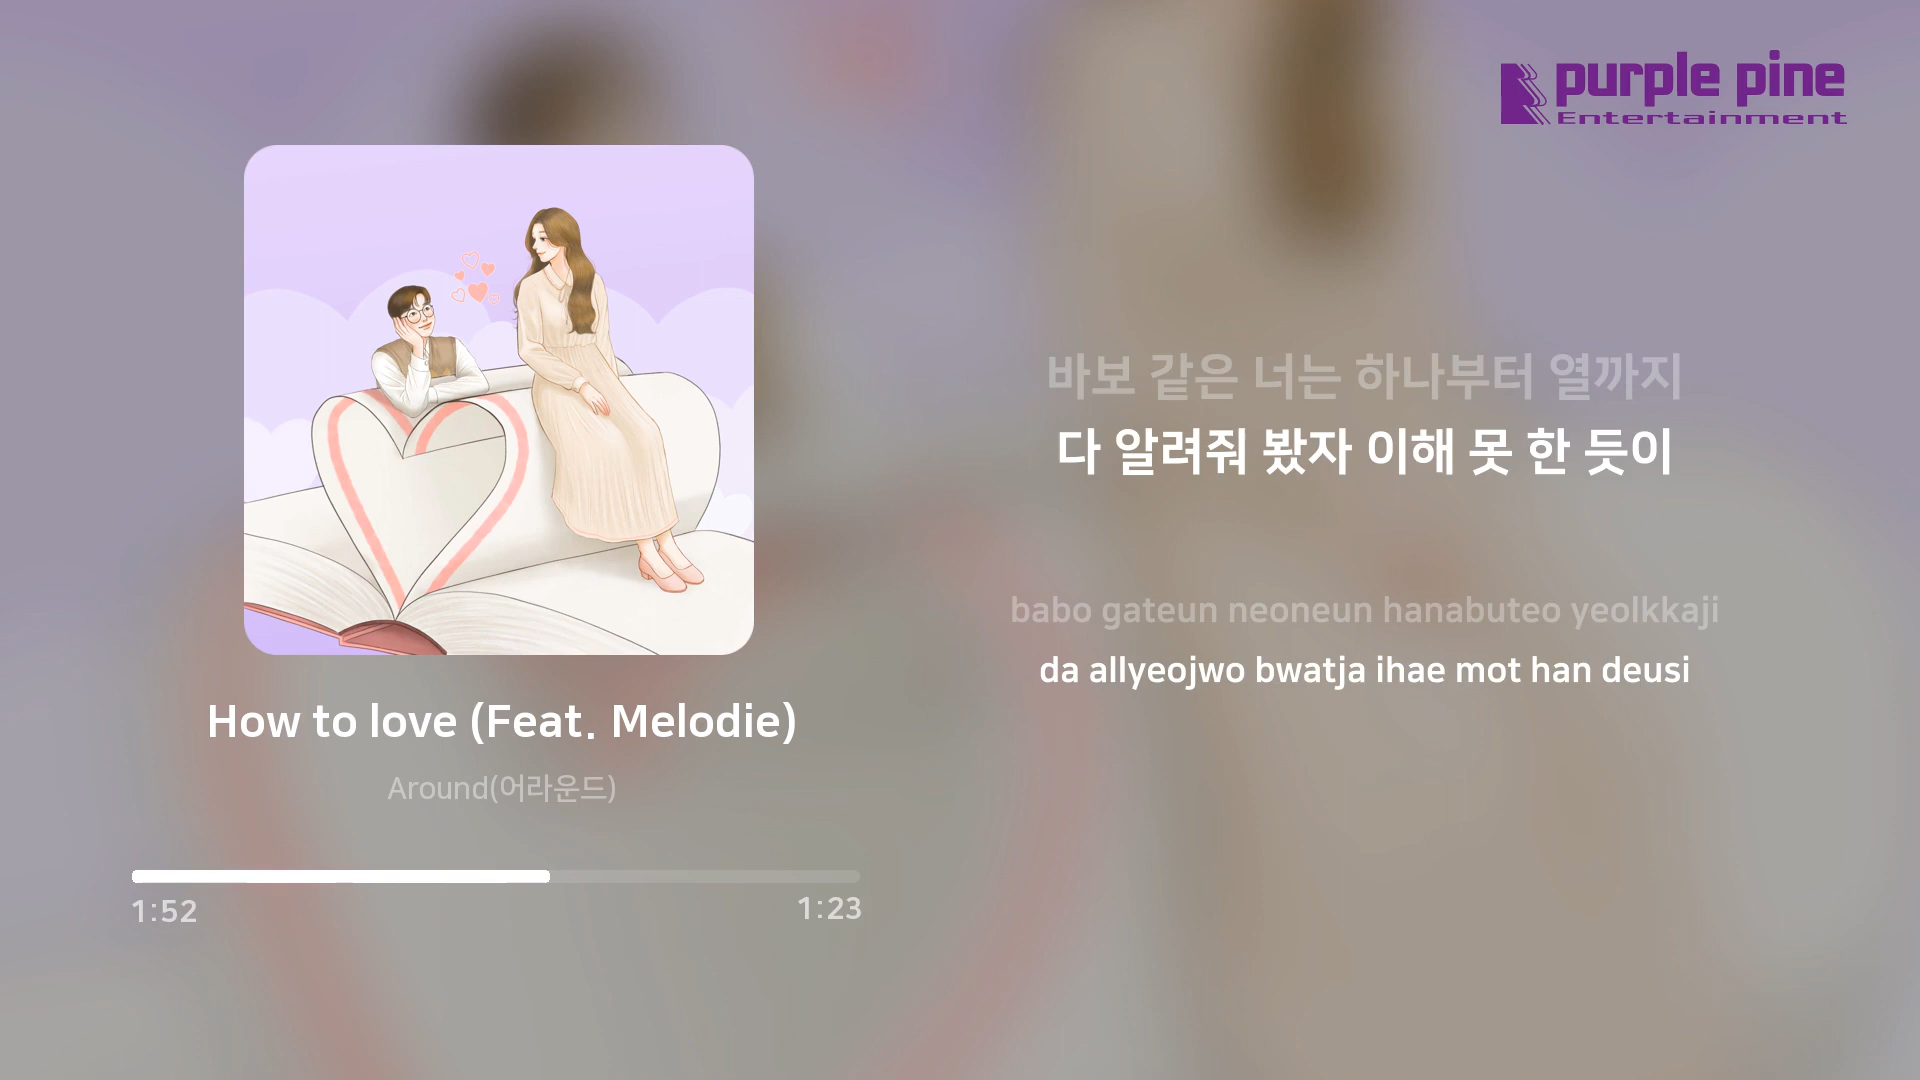 purple pine
Entertainment
바보 같은 너는 하나부터 열까지
다 알려줘 봤자 이해 못 한 듯이
babo gateun neoneun hanabuteo yeolkkaji
da allyeojwo bwatja ihae mot han deusi
How to love (Feat. Melodie)
Around(어라운드)
1:52
1:23